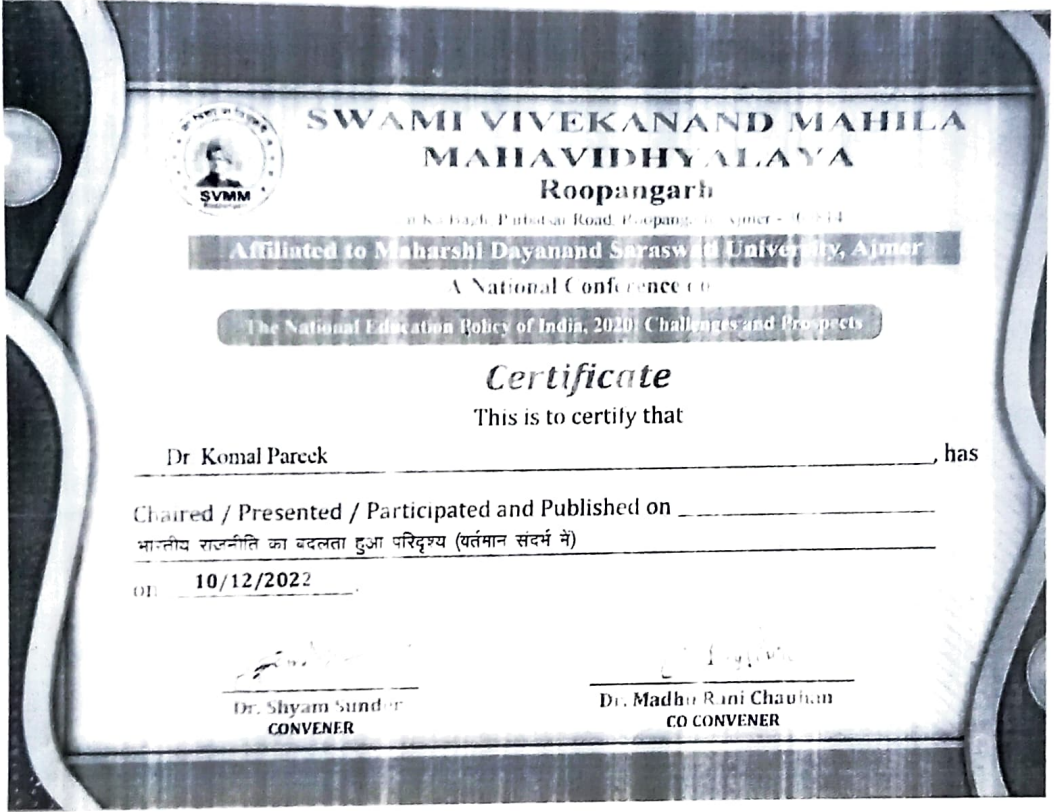 SVMM
SWAMI VIVEKANAND MAHILA
MAHAVIDHYALAYA
Roopangarh
Road,
Affiliated to Maharshi Dayanand Saraswati University, Ajmer
A National Conference
The National Education Policy of India, 2020: Challenges and Prospects
Certificate
This is to certify that
Dr Komal Pareek , has
Chaired / Presented / Participated and Published on
भारतीय राजनीति का बदलता हुआ परिदृश्य (वर्तमान संदर्भ में)
on 10/12/2022 .
Dr. Shyam Sunder
CONVENER
Dr. Madhu Rani Chauhan
CO CONVENER